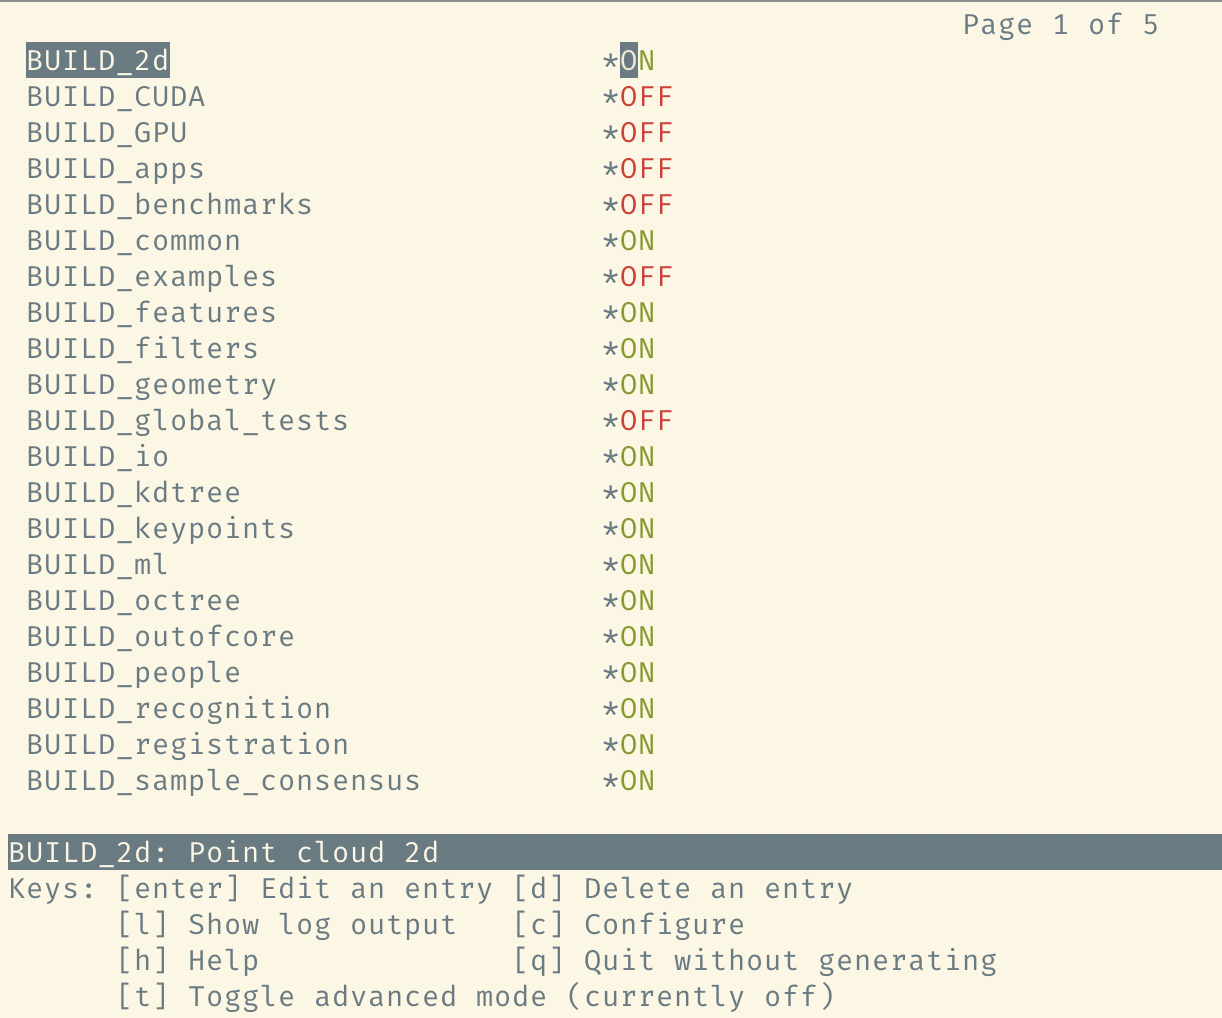 Page 1 of 5
BUILD_2d *ON
BUILD_CUDA *OFF
BUILD_GPU *OFF
BUILD_apps *OFF
BUILD_benchmarks *OFF
BUILD_common *ON
BUILD_examples *OFF
BUILD_features *ON
BUILD_filters *ON
BUILD_geometry *ON
BUILD_global_tests *OFF
BUILD_io *ON
BUILD_kdtree *ON
BUILD_keypoints *ON
BUILD_ml *ON
BUILD_octree *ON
BUILD_outofcore *ON
BUILD_people *ON
BUILD_recognition *ON
BUILD_registration *ON
BUILD_sample_consensus *ON
BUILD_2d: Point cloud 2d
Keys: [enter] Edit an entry [d] Delete an entry
[l] Show log output [c] Configure
[h] Help [q] Quit without generating
[t] Toggle advanced mode (currently off)